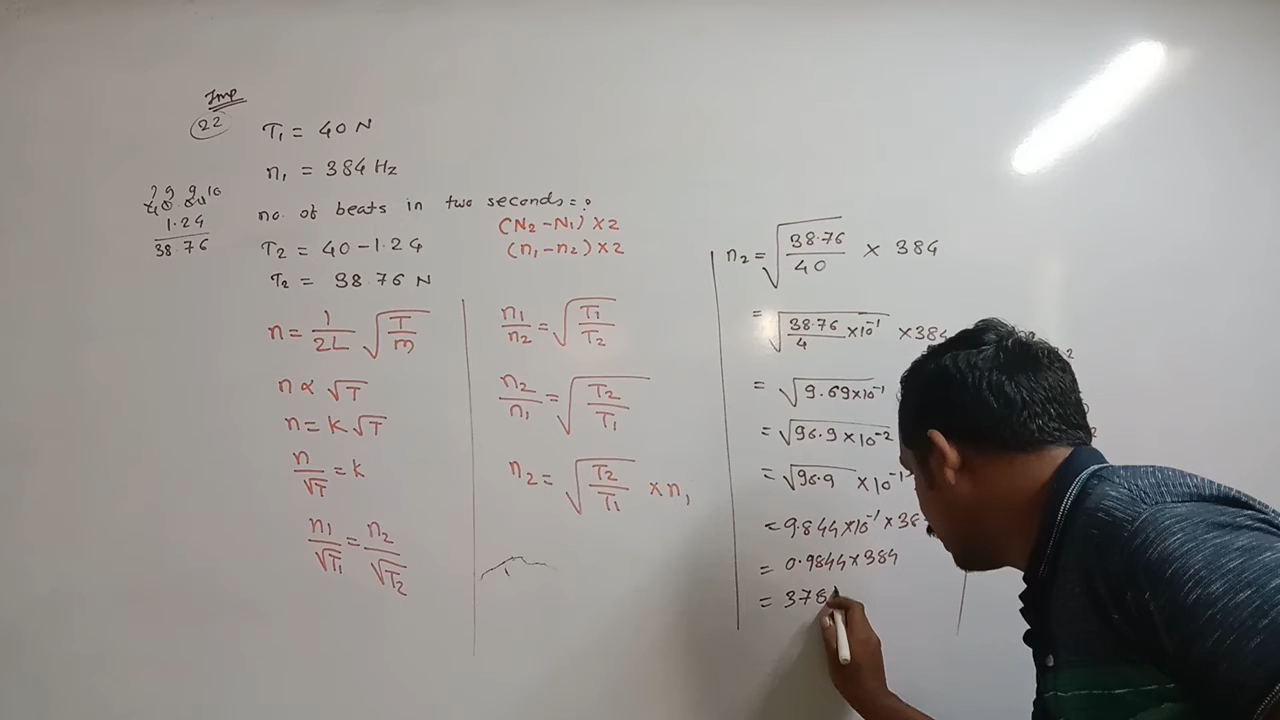 Imp
22
T₁ = 40 N
n₁ = 384 Hz
no. of beats in two seconds = ?
(N₂-N₁) × 2
(n₁-n₂) × 2
T₂ = 40 - 1.24
T₂ = 38.76 N
1.24
38.76
n = 1/2L √(T/m)
n ∝ √T
n = K √T
n/√T = K
n₁/√T₁ = n₂/√T₂
n₁/n₂ = √(T₁/T₂)
n₂/n₁ = √(T₂/T₁)
n₂ = √(T₂/T₁) × n₁
n₂ = √(38.76/40) × 384
= √(38.76/4 × 10⁻¹) × 384
= √(9.69 × 10⁻¹)
= √(96.9 × 10⁻²)
= √96.9 × 10⁻¹
= 9.844 × 10⁻¹ × 38
= 0.9844 × 384
= 378